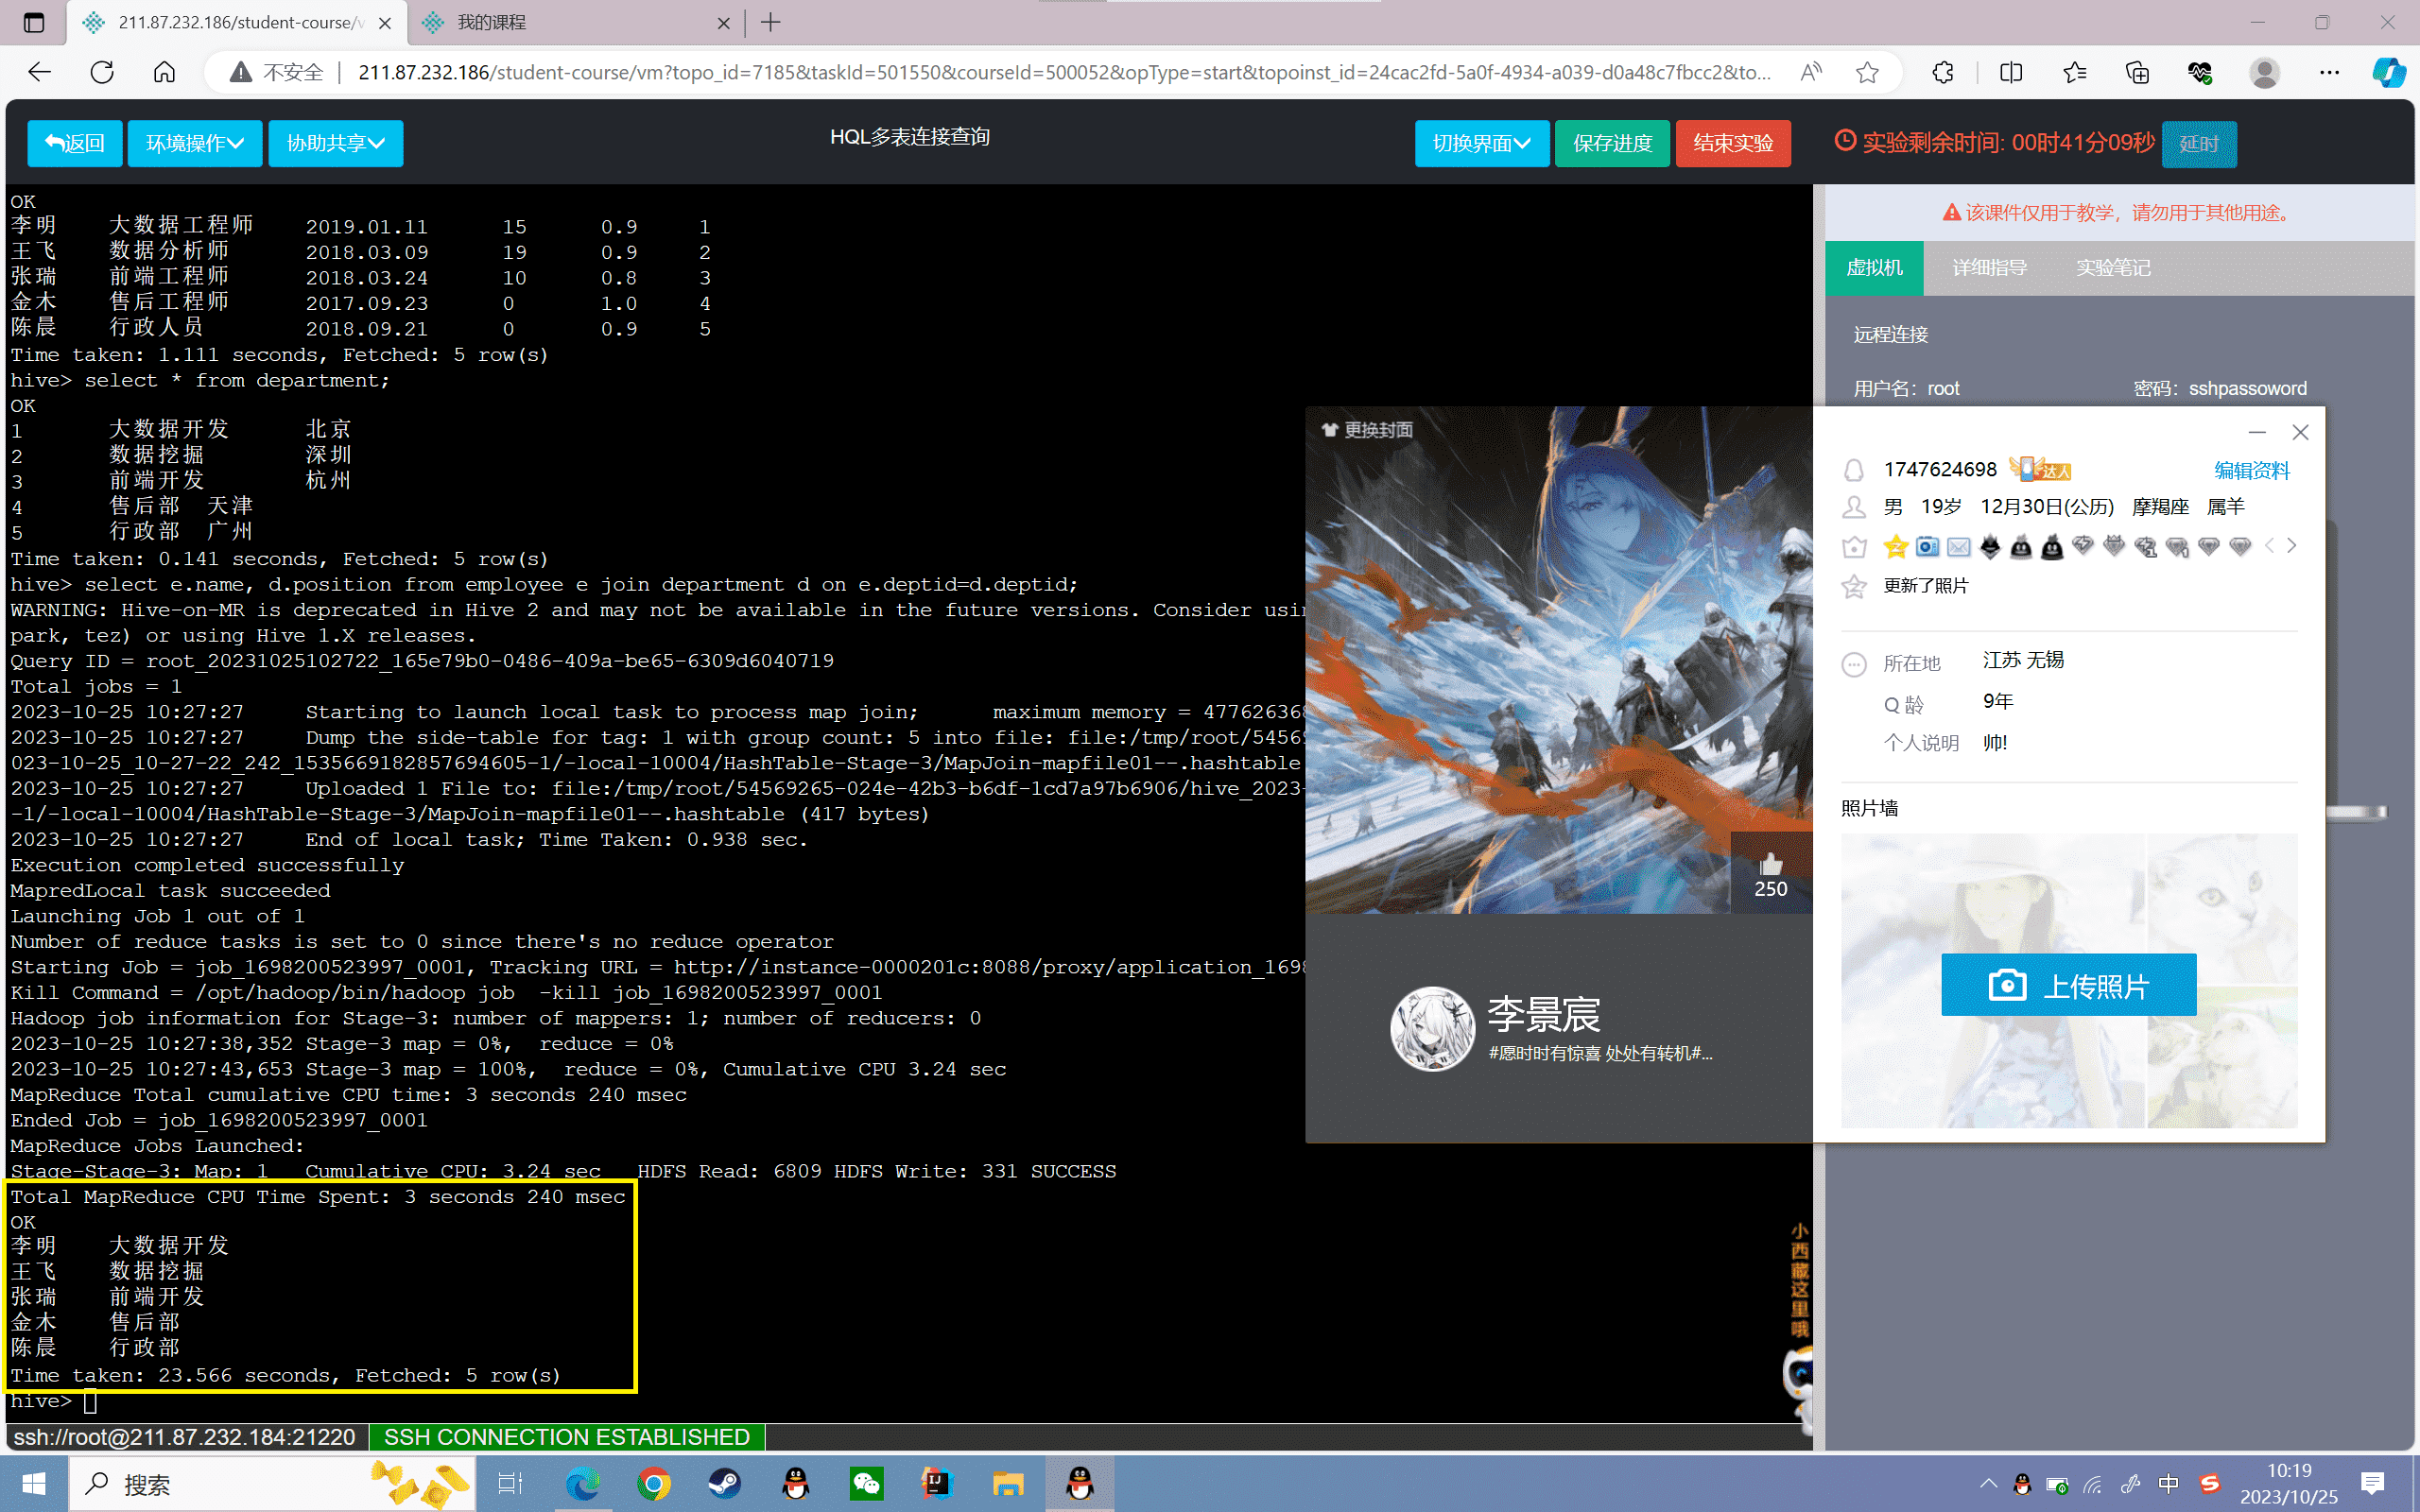 211.87.232.186/student-course/v
我的课程
不安全
211.87.232.186/student-course/vm?topo_id=7185&taskId=501550&courseId=500052&opType=start&topoinst_id=24cac2fd-5a0f-4934-a039-d0a48c7fbcc2&to...
返回 环境操作 协助共享
HQL多表连接查询
切换界面 保存进度 结束实验
实验剩余时间: 00时41分09秒 延时
OK
李明 大数据工程师 2019.01.11 15 0.9 1
王飞 数据分析师 2018.03.09 19 0.9 2
张瑞 前端工程师 2018.03.24 10 0.8 3
金木 售后工程师 2017.09.23 0 1.0 4
陈晨 行政人员 2018.09.21 0 0.9 5
Time taken: 1.111 seconds, Fetched: 5 row(s)
hive> select * from department;
OK
1 大数据开发 北京
2 数据挖掘 深圳
3 前端开发 杭州
4 售后部 天津
5 行政部 广州
Time taken: 0.141 seconds, Fetched: 5 row(s)
hive> select e.name, d.position from employee e join department d on e.deptid=d.deptid;
WARNING: Hive-on-MR is deprecated in Hive 2 and may not be available in the future versions. Consider usin
park, tez) or using Hive 1.X releases.
Query ID = root_20231025102722_165e79b0-0486-409a-be65-6309d6040719
Total jobs = 1
2023-10-25 10:27:27 Starting to launch local task to process map join; maximum memory = 477626368
2023-10-25 10:27:27 Dump the side-table for tag: 1 with group count: 5 into file: file:/tmp/root/54569
023-10-25_10-27-22_242_1535669182857694605-1/-local-10004/HashTable-Stage-3/MapJoin-mapfile01--.hashtable
2023-10-25 10:27:27 Uploaded 1 File to: file:/tmp/root/54569265-024e-42b3-b6df-1cd7a97b6906/hive_2023-
-1/-local-10004/HashTable-Stage-3/MapJoin-mapfile01--.hashtable (417 bytes)
2023-10-25 10:27:27 End of local task; Time Taken: 0.938 sec.
Execution completed successfully
MapredLocal task succeeded
Launching Job 1 out of 1
Number of reduce tasks is set to 0 since there's no reduce operator
Starting Job = job_1698200523997_0001, Tracking URL = http://instance-0000201c:8088/proxy/application_1698
Kill Command = /opt/hadoop/bin/hadoop job  -kill job_1698200523997_0001
Hadoop job information for Stage-3: number of mappers: 1; number of reducers: 0
2023-10-25 10:27:38,352 Stage-3 map = 0%,  reduce = 0%
2023-10-25 10:27:43,653 Stage-3 map = 100%,  reduce = 0%, Cumulative CPU 3.24 sec
MapReduce Total cumulative CPU time: 3 seconds 240 msec
Ended Job = job_1698200523997_0001
MapReduce Jobs Launched:
Stage-Stage-3: Map: 1   Cumulative CPU: 3.24 sec   HDFS Read: 6809 HDFS Write: 331 SUCCESS
Total MapReduce CPU Time Spent: 3 seconds 240 msec
OK
李明 大数据开发
王飞 数据挖掘
张瑞 前端开发
金木 售后部
陈晨 行政部
Time taken: 23.566 seconds, Fetched: 5 row(s)
hive>
ssh://root@211.87.232.184:21220 SSH CONNECTION ESTABLISHED
小西藏这里哦
该课件仅用于教学，请勿用于其他用途。
虚拟机 详细指导 实验笔记
远程连接
用户名：root 密码：sshpassoword
更换封面
250
李景宸
#愿时时有惊喜 处处有转机#...
1747624698 达人 编辑资料
男 19岁 12月30日(公历) 摩羯座 属羊
更新了照片
所在地 江苏 无锡
Q 龄 9年
个人说明 帅!
照片墙
上传照片
搜索
中
10:19
2023/10/25